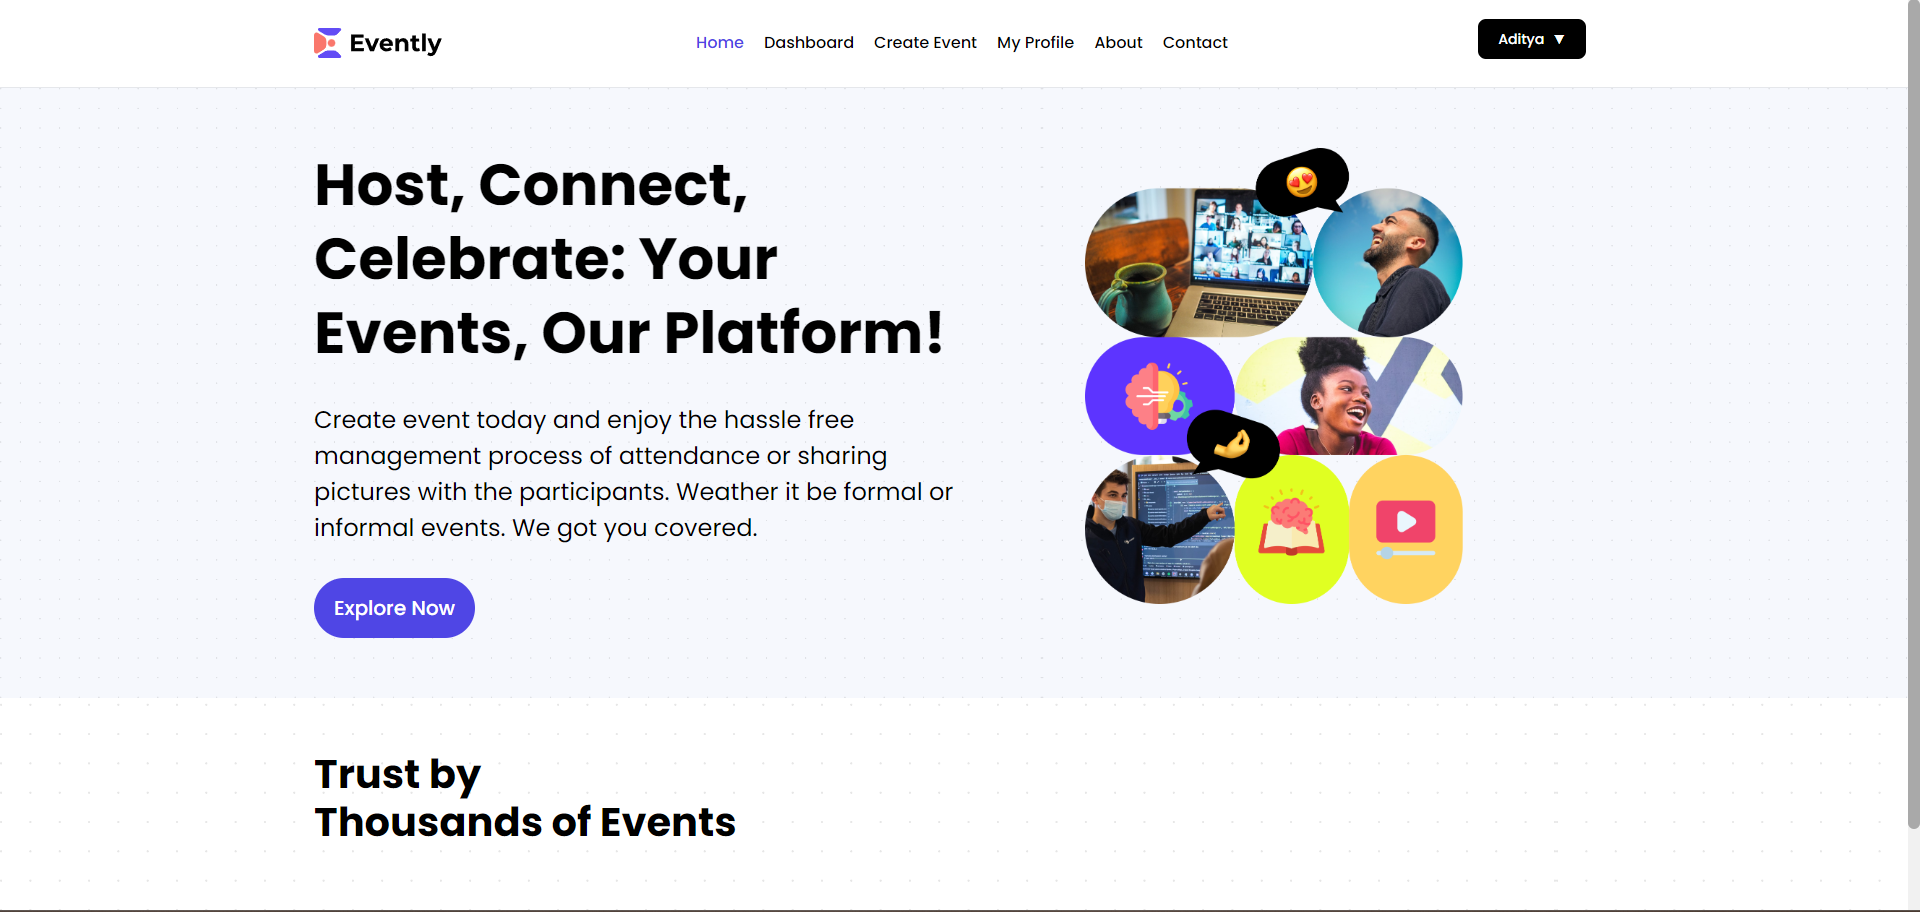 Evently
Home Dashboard Create Event My Profile About Contact
Aditya ▼
Host, Connect,
Celebrate: Your
Events, Our Platform!
Create event today and enjoy the hassle free
management process of attendance or sharing
pictures with the participants. Weather it be formal or
informal events. We got you covered.
Explore Now
Trust by
Thousands of Events